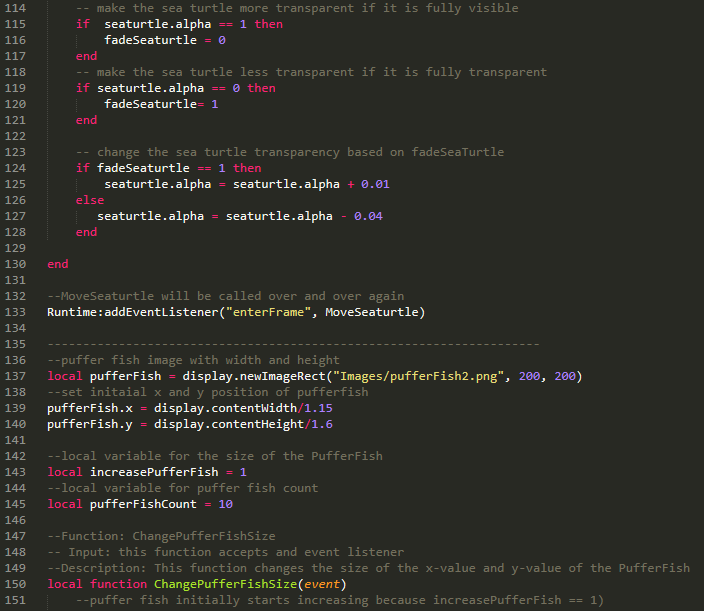 114 -- make the sea turtle more transparent if it is fully visible
115 if  seaturtle.alpha == 1 then
116 fadeSeaturtle = 0
117 end
118 -- make the sea turtle less transparent if it is fully transparent
119 if seaturtle.alpha == 0 then
120 fadeSeaturtle= 1
121 end
122
123 -- change the sea turtle transparency based on fadeSeaTurtle
124 if fadeSeaturtle == 1 then
125 seaturtle.alpha = seaturtle.alpha + 0.01
126 else
127 seaturtle.alpha = seaturtle.alpha - 0.04
128 end
129
130 end
131
132 --MoveSeaturtle will be called over and over again
133 Runtime:addEventListener("enterFrame", MoveSeaturtle)
134
135 ---------------------------------------------------------------------
136 --puffer fish image with width and height
137 local pufferFish = display.newImageRect("Images/pufferFish2.png", 200, 200)
138 --set initaial x and y position of pufferfish
139 pufferFish.x = display.contentWidth/1.15
140 pufferFish.y = display.contentHeight/1.6
141
142 --local variable for the size of the PufferFish
143 local increasePufferFish = 1
144 --local variable for puffer fish count
145 local pufferFishCount = 10
146
147 --Function: ChangePufferFishSize
148 -- Input: this function accepts and event listener
149 --Description: This function changes the size of the x-value and y-value of the PufferFish
150 local function ChangePufferFishSize(event)
151 --puffer fish initially starts increasing because increasePufferFish == 1)